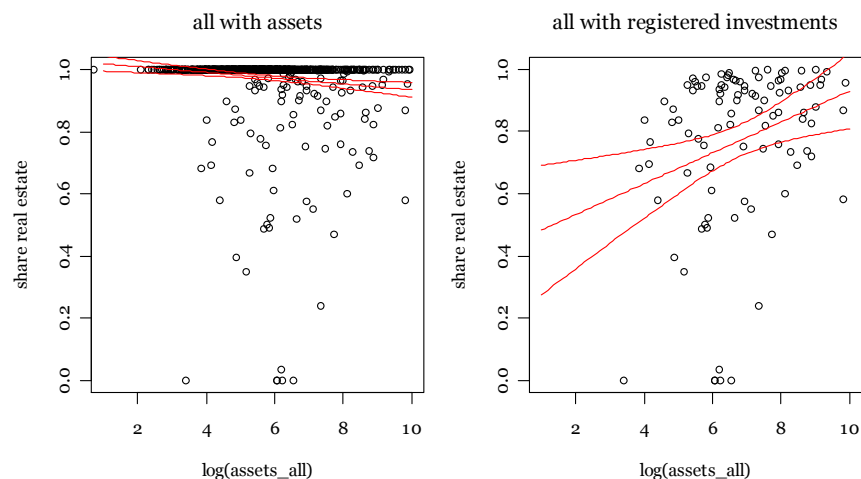 all with assets
all with registered investments
share real estate
0.0 0.2 0.4 0.6 0.8 1.0
2 4 6 8 10
log(assets_all)
share real estate
0.0 0.2 0.4 0.6 0.8 1.0
2 4 6 8 10
log(assets_all)